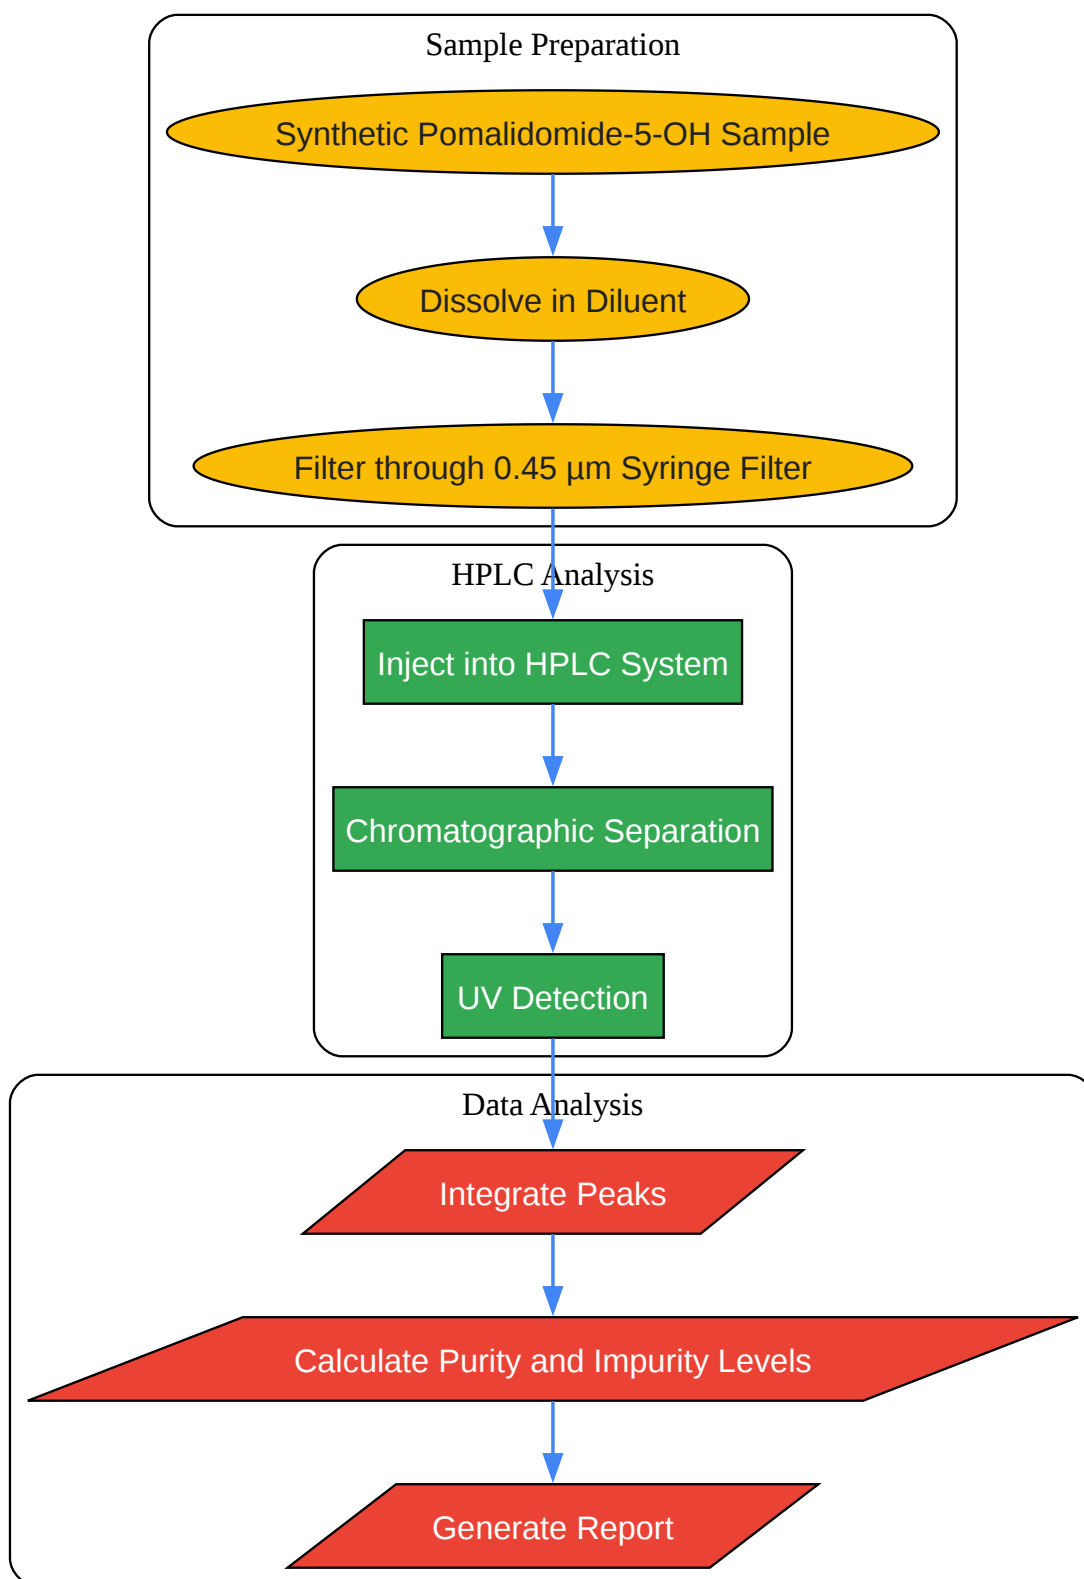 Sample Preparation
Synthetic Pomalidomide-5-OH Sample
Dissolve in Diluent
Filter through 0.45 µm Syringe Filter
HPLC Analysis
Inject into HPLC System
Chromatographic Separation
UV Detection
Data Analysis
Integrate Peaks
Calculate Purity and Impurity Levels
Generate Report